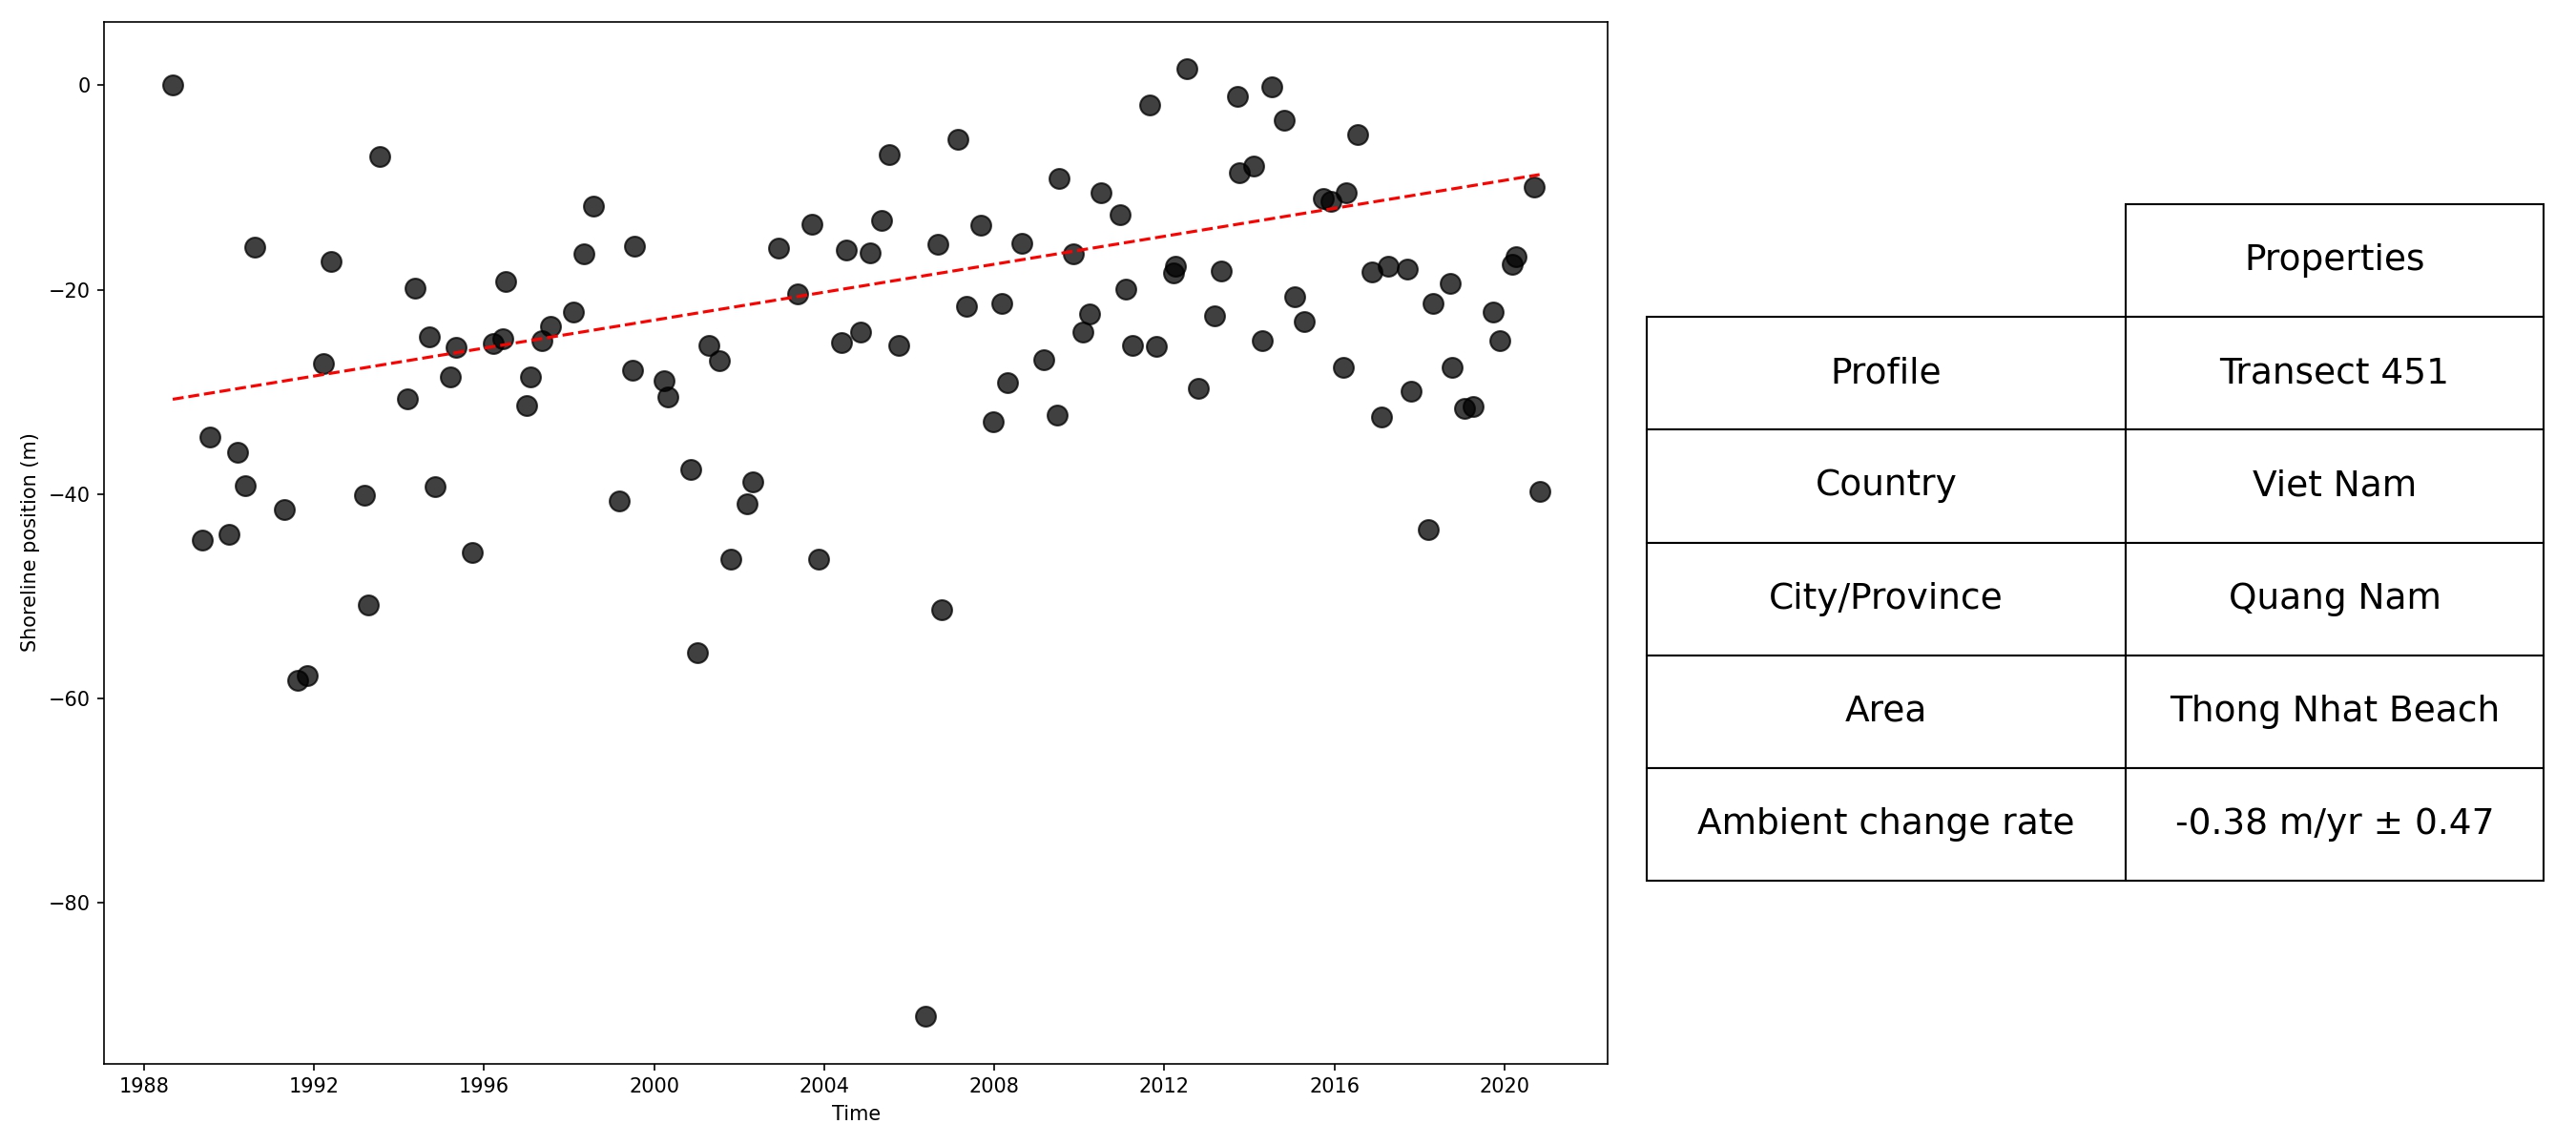 0
−20
−40
−60
−80
Shoreline position (m)
1988 1992 1996 2000 2004 2008 2012 2016 2020
Time
Properties
Profile Transect 451
Country Viet Nam
City/Province Quang Nam
Area Thong Nhat Beach
Ambient change rate -0.38 m/yr ± 0.47